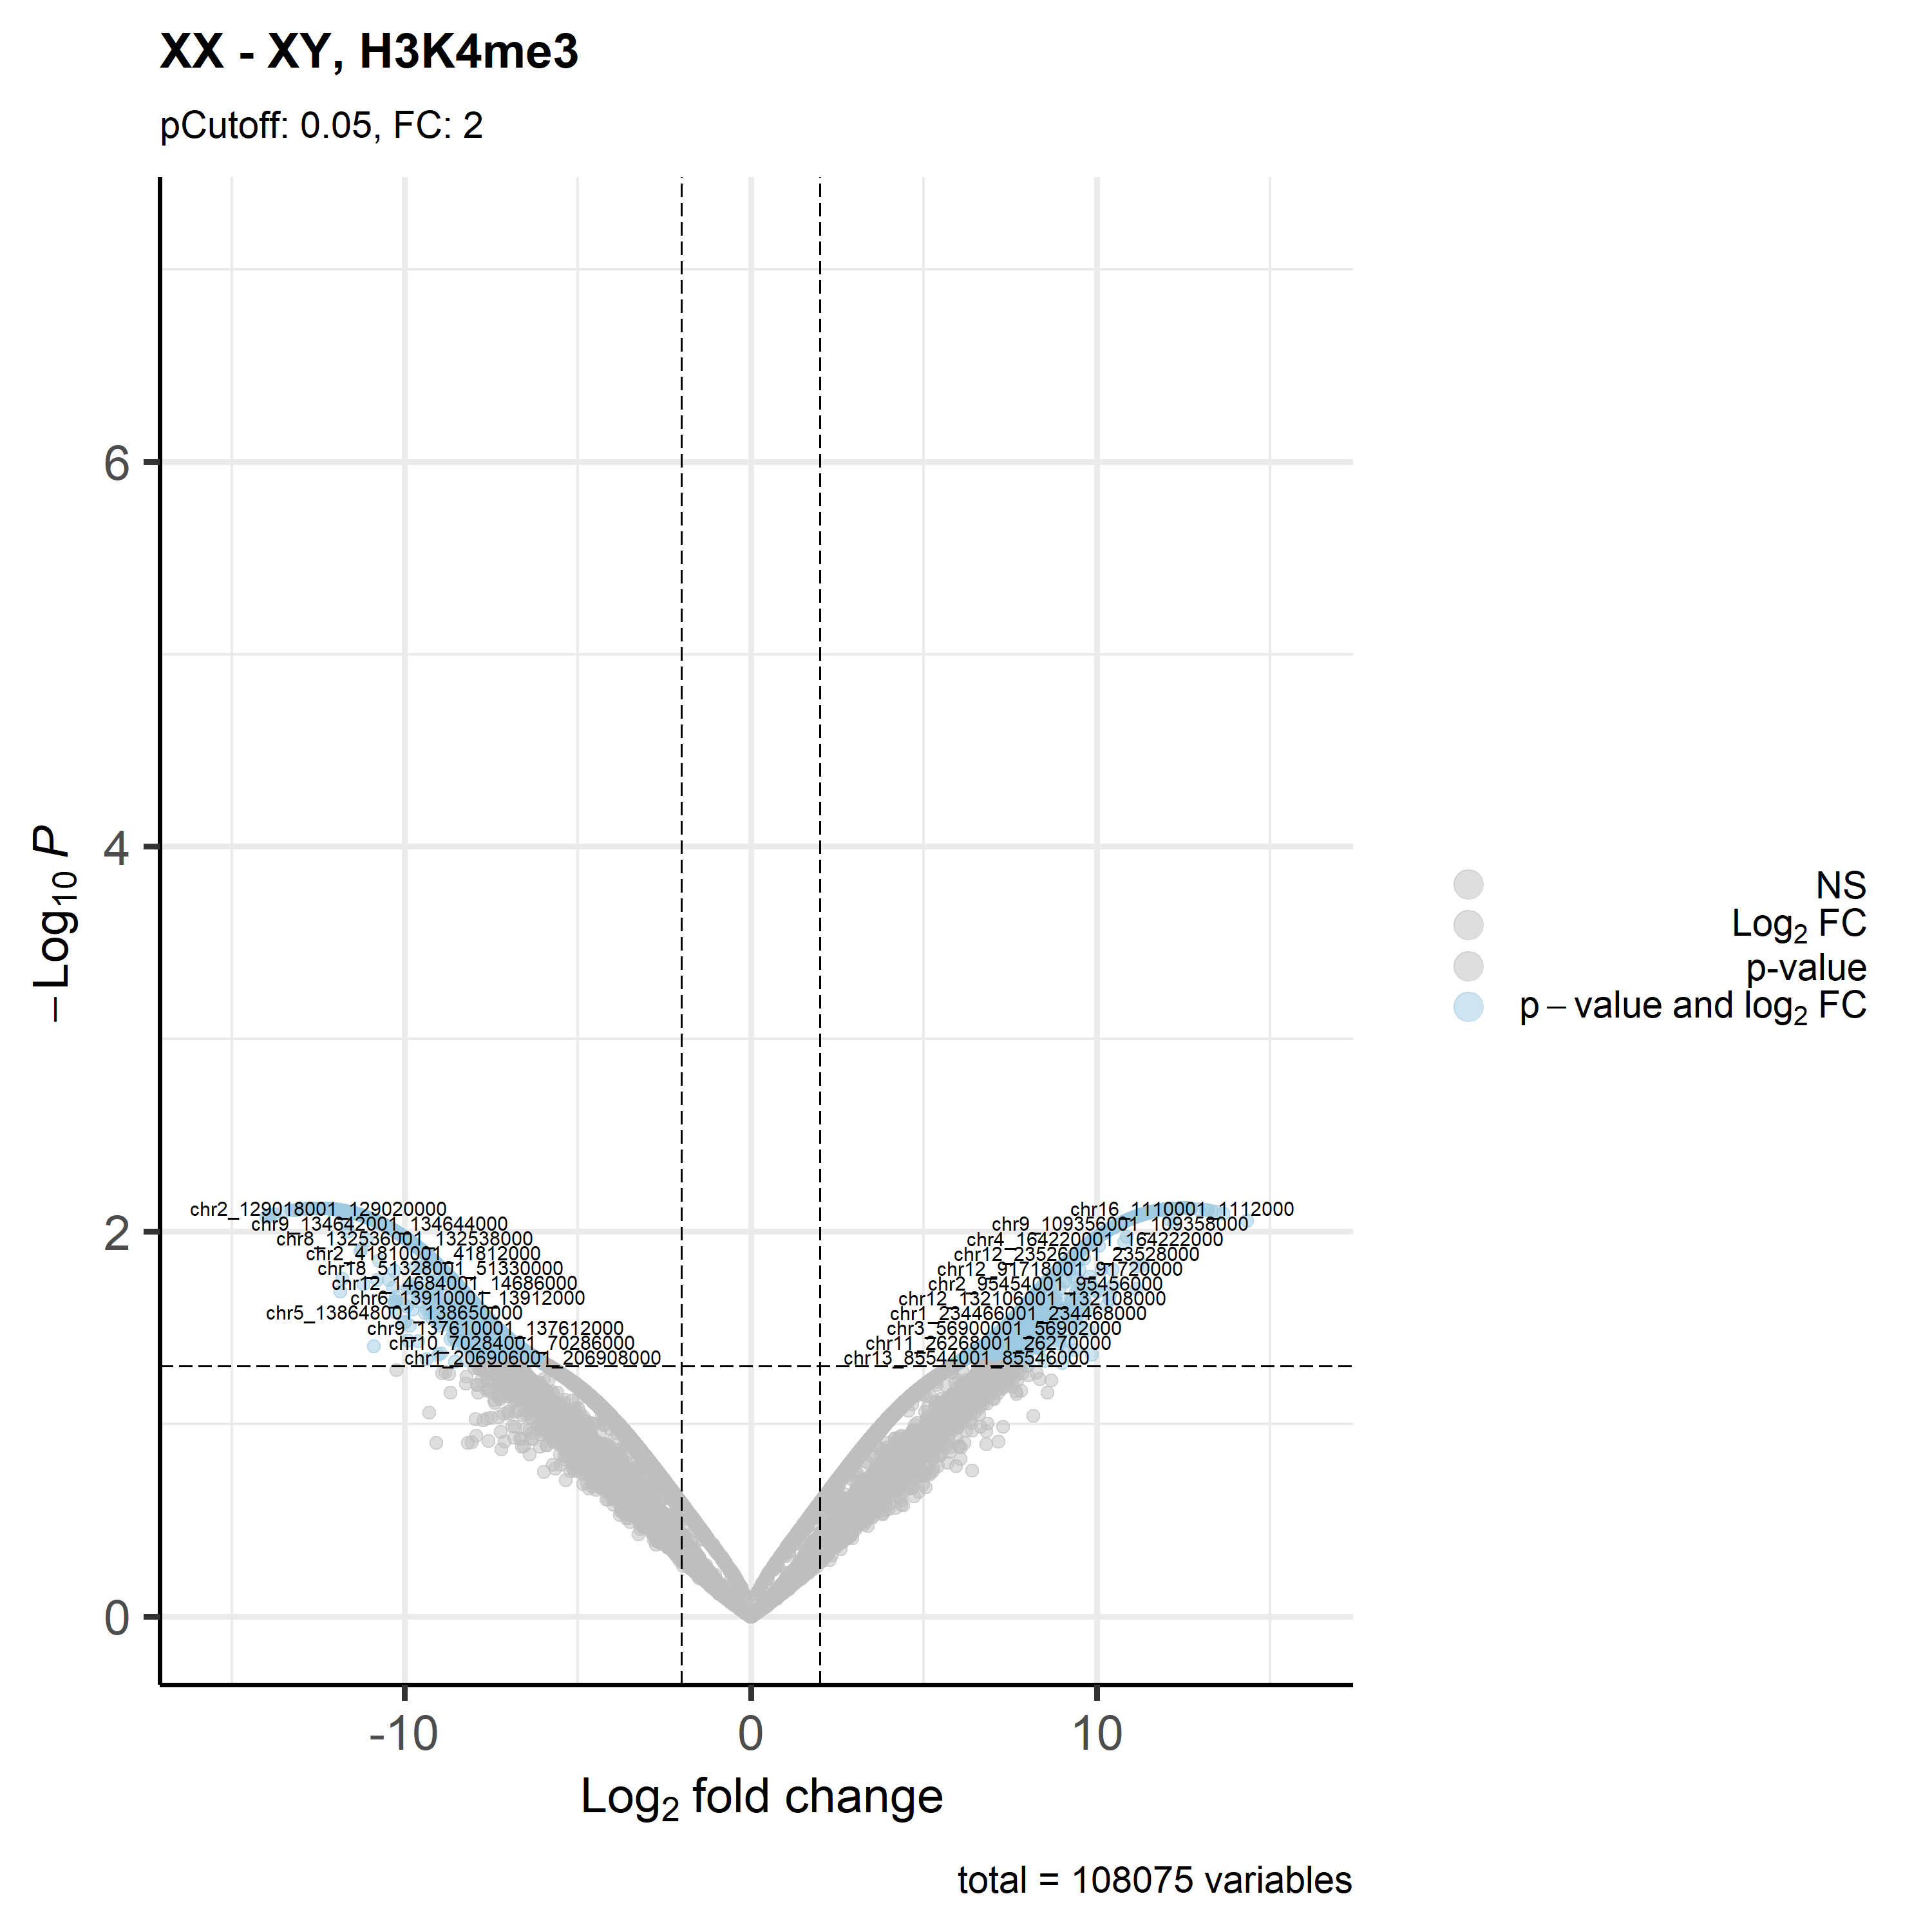 XX - XY, H3K4me3
pCutoff: 0.05, FC: 2
−Log10 P
6
4
2
0
chr2_129018001_129020000
chr9_134642001_134644000
chr8_132536001_132538000
chr2_41810001_41812000
chr18_51328001_51330000
chr12_14684001_14686000
chr6_13910001_13912000
chr5_138648001_138650000
chr9_137610001_137612000
chr10_70284001_70286000
chr1_206906001_206908000
chr16_1110001_1112000
chr9_109356001_109358000
chr4_164220001_164222000
chr12_23526001_23528000
chr12_91718001_91720000
chr2_95454001_95456000
chr12_132106001_132108000
chr1_234466001_234468000
chr3_56900001_56902000
chr11_26268001_26270000
chr13_85544001_85546000
NS
Log2 FC
p-value
p − value and log2 FC
-10
0
10
Log2 fold change
total = 108075 variables